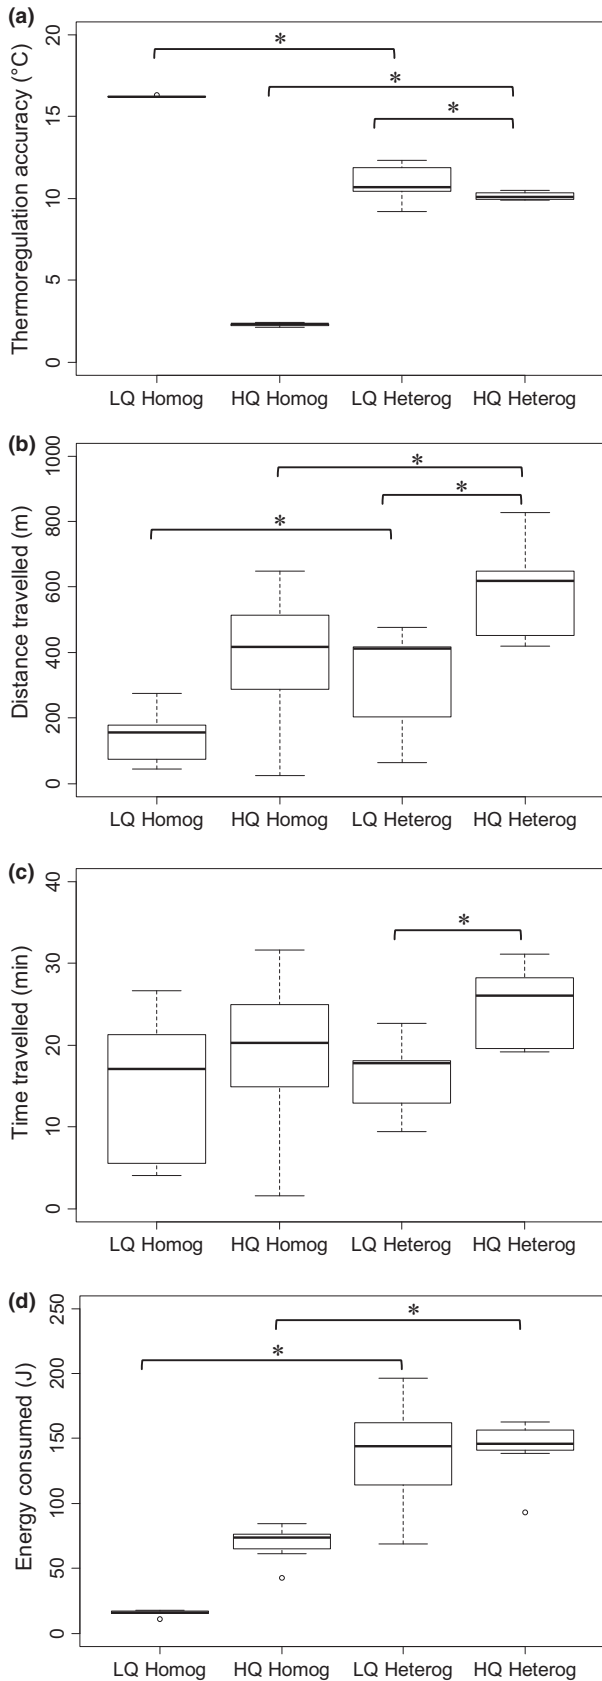 (a)
Thermoregulation accuracy (°C)
20
15
10
5
0
*
*
*
LQ Homog HQ Homog LQ Heterog HQ Heterog
(b)
Distance travelled (m)
1000
800
600
400
200
0
*
*
*
LQ Homog HQ Homog LQ Heterog HQ Heterog
(c)
Time travelled (min)
40
30
20
10
0
*
LQ Homog HQ Homog LQ Heterog HQ Heterog
(d)
Energy consumed (J)
250
200
150
100
50
0
*
*
LQ Homog HQ Homog LQ Heterog HQ Heterog